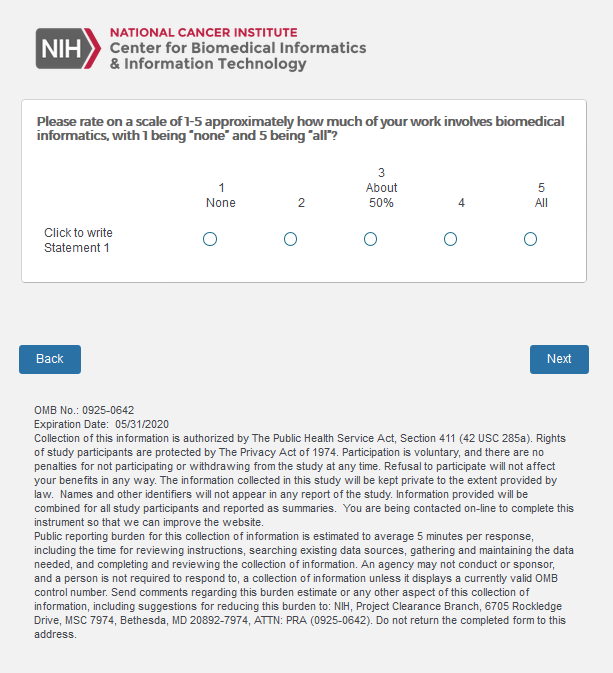 NIH
NATIONAL CANCER INSTITUTE
Center for Biomedical Informatics
& Information Technology
Please rate on a scale of 1-5 approximately how much of your work involves biomedical
informatics, with 1 being "none" and 5 being "all"?
1 None
2
3 About 50%
4
5 All
Click to write
Statement 1
Back
Next
OMB No.: 0925-0642
Expiration Date:  05/31/2020
Collection of this information is authorized by The Public Health Service Act, Section 411 (42 USC 285a). Rights
of study participants are protected by The Privacy Act of 1974. Participation is voluntary, and there are no
penalties for not participating or withdrawing from the study at any time. Refusal to participate will not affect
your benefits in any way. The information collected in this study will be kept private to the extent provided by
law.  Names and other identifiers will not appear in any report of the study. Information provided will be
combined for all study participants and reported as summaries.  You are being contacted on-line to complete this
instrument so that we can improve the website.
Public reporting burden for this collection of information is estimated to average 5 minutes per response,
including the time for reviewing instructions, searching existing data sources, gathering and maintaining the data
needed, and completing and reviewing the collection of information. An agency may not conduct or sponsor,
and a person is not required to respond to, a collection of information unless it displays a currently valid OMB
control number. Send comments regarding this burden estimate or any other aspect of this collection of
information, including suggestions for reducing this burden to: NIH, Project Clearance Branch, 6705 Rockledge
Drive, MSC 7974, Bethesda, MD 20892-7974, ATTN: PRA (0925-0642). Do not return the completed form to this
address.